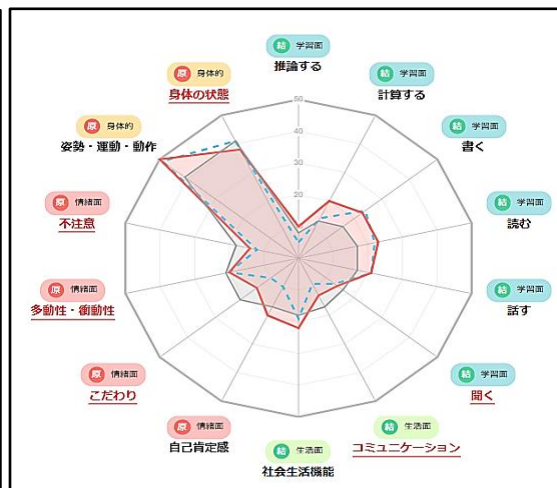 結 学習面
推論する
結 学習面
計算する
結 学習面
書く
結 学習面
読む
結 学習面
話す
結 学習面
聞く
結 生活面
コミュニケーション
結 生活面
社会生活機能
原 情緒面
自己肯定感
原 情緒面
こだわり
原 情緒面
多動性・衝動性
原 情緒面
不注意
原 身体的
姿勢・運動・動作
原 身体的
身体の状態
50
40
30
20